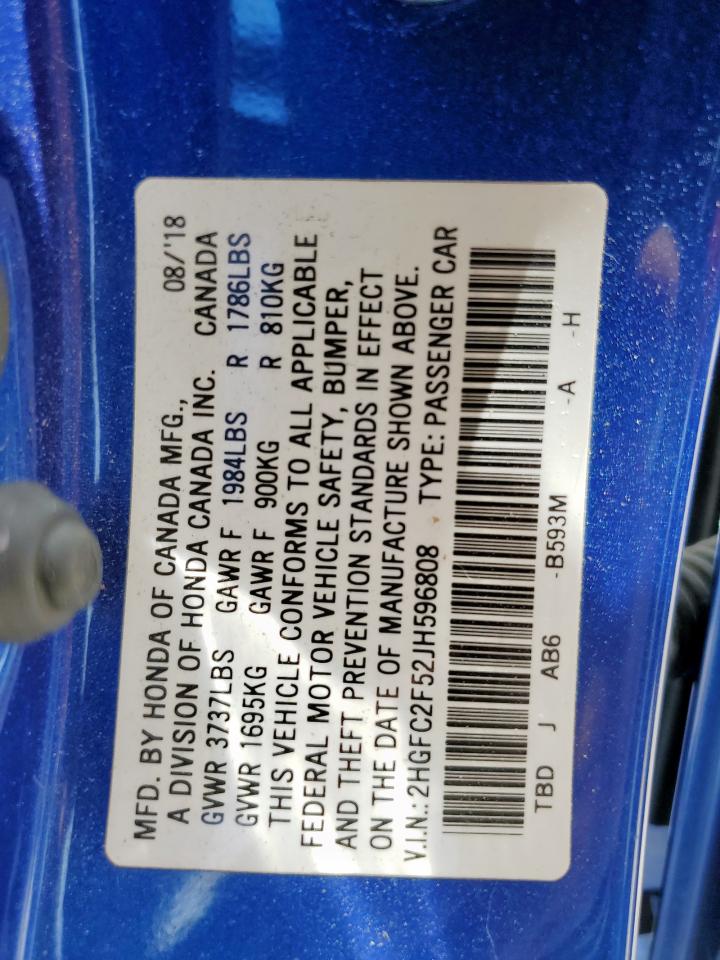 MFD. BY HONDA OF CANADA MFG., 08/'18
A DIVISION OF HONDA CANADA INC. CANADA
GVWR 3737LBS GAWR F 1984LBS R 1786LBS
GVWR 1695KG GAWR F 900KG R 810KG
THIS VEHICLE CONFORMS TO ALL APPLICABLE
FEDERAL MOTOR VEHICLE SAFETY, BUMPER,
AND THEFT PREVENTION STANDARDS IN EFFECT
ON THE DATE OF MANUFACTURE SHOWN ABOVE.
V.I.N.: 2HGFC2F52JH596808 TYPE: PASSENGER CAR
TBD J AB6 -B593M -A -H